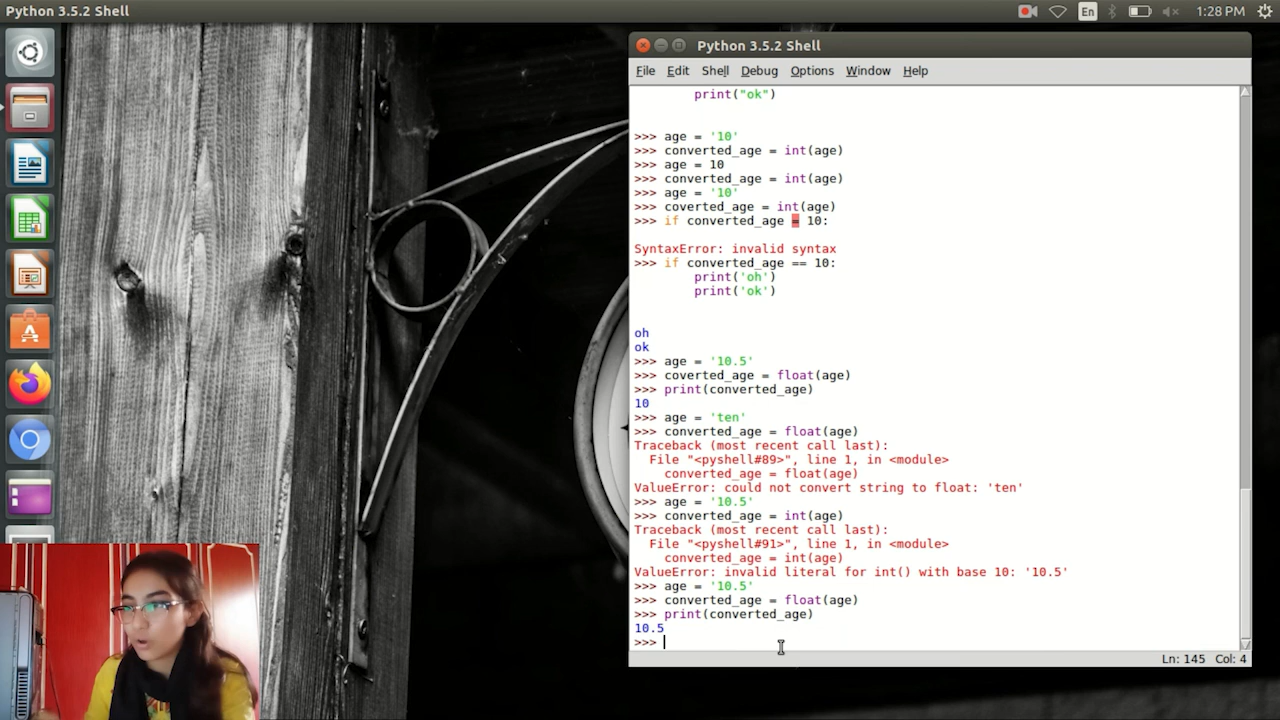 Python 3.5.2 Shell
En
1:28 PM
Python 3.5.2 Shell
File Edit Shell Debug Options Window Help
print("ok")
>>> age = '10'
>>> converted_age = int(age)
>>> age = 10
>>> converted_age = int(age)
>>> age = '10'
>>> coverted_age = int(age)
>>> if converted_age = 10:
SyntaxError: invalid syntax
>>> if converted_age == 10:
print('oh')
print('ok')
oh
ok
>>> age = '10.5'
>>> coverted_age = float(age)
>>> print(converted_age)
10
>>> age = 'ten'
>>> converted_age = float(age)
Traceback (most recent call last):
File "<pyshell#89>", line 1, in <module>
converted_age = float(age)
ValueError: could not convert string to float: 'ten'
>>> age = '10.5'
>>> converted_age = int(age)
Traceback (most recent call last):
File "<pyshell#91>", line 1, in <module>
converted_age = int(age)
ValueError: invalid literal for int() with base 10: '10.5'
>>> age = '10.5'
>>> converted_age = float(age)
>>> print(converted_age)
10.5
>>>
Ln: 145 Col: 4